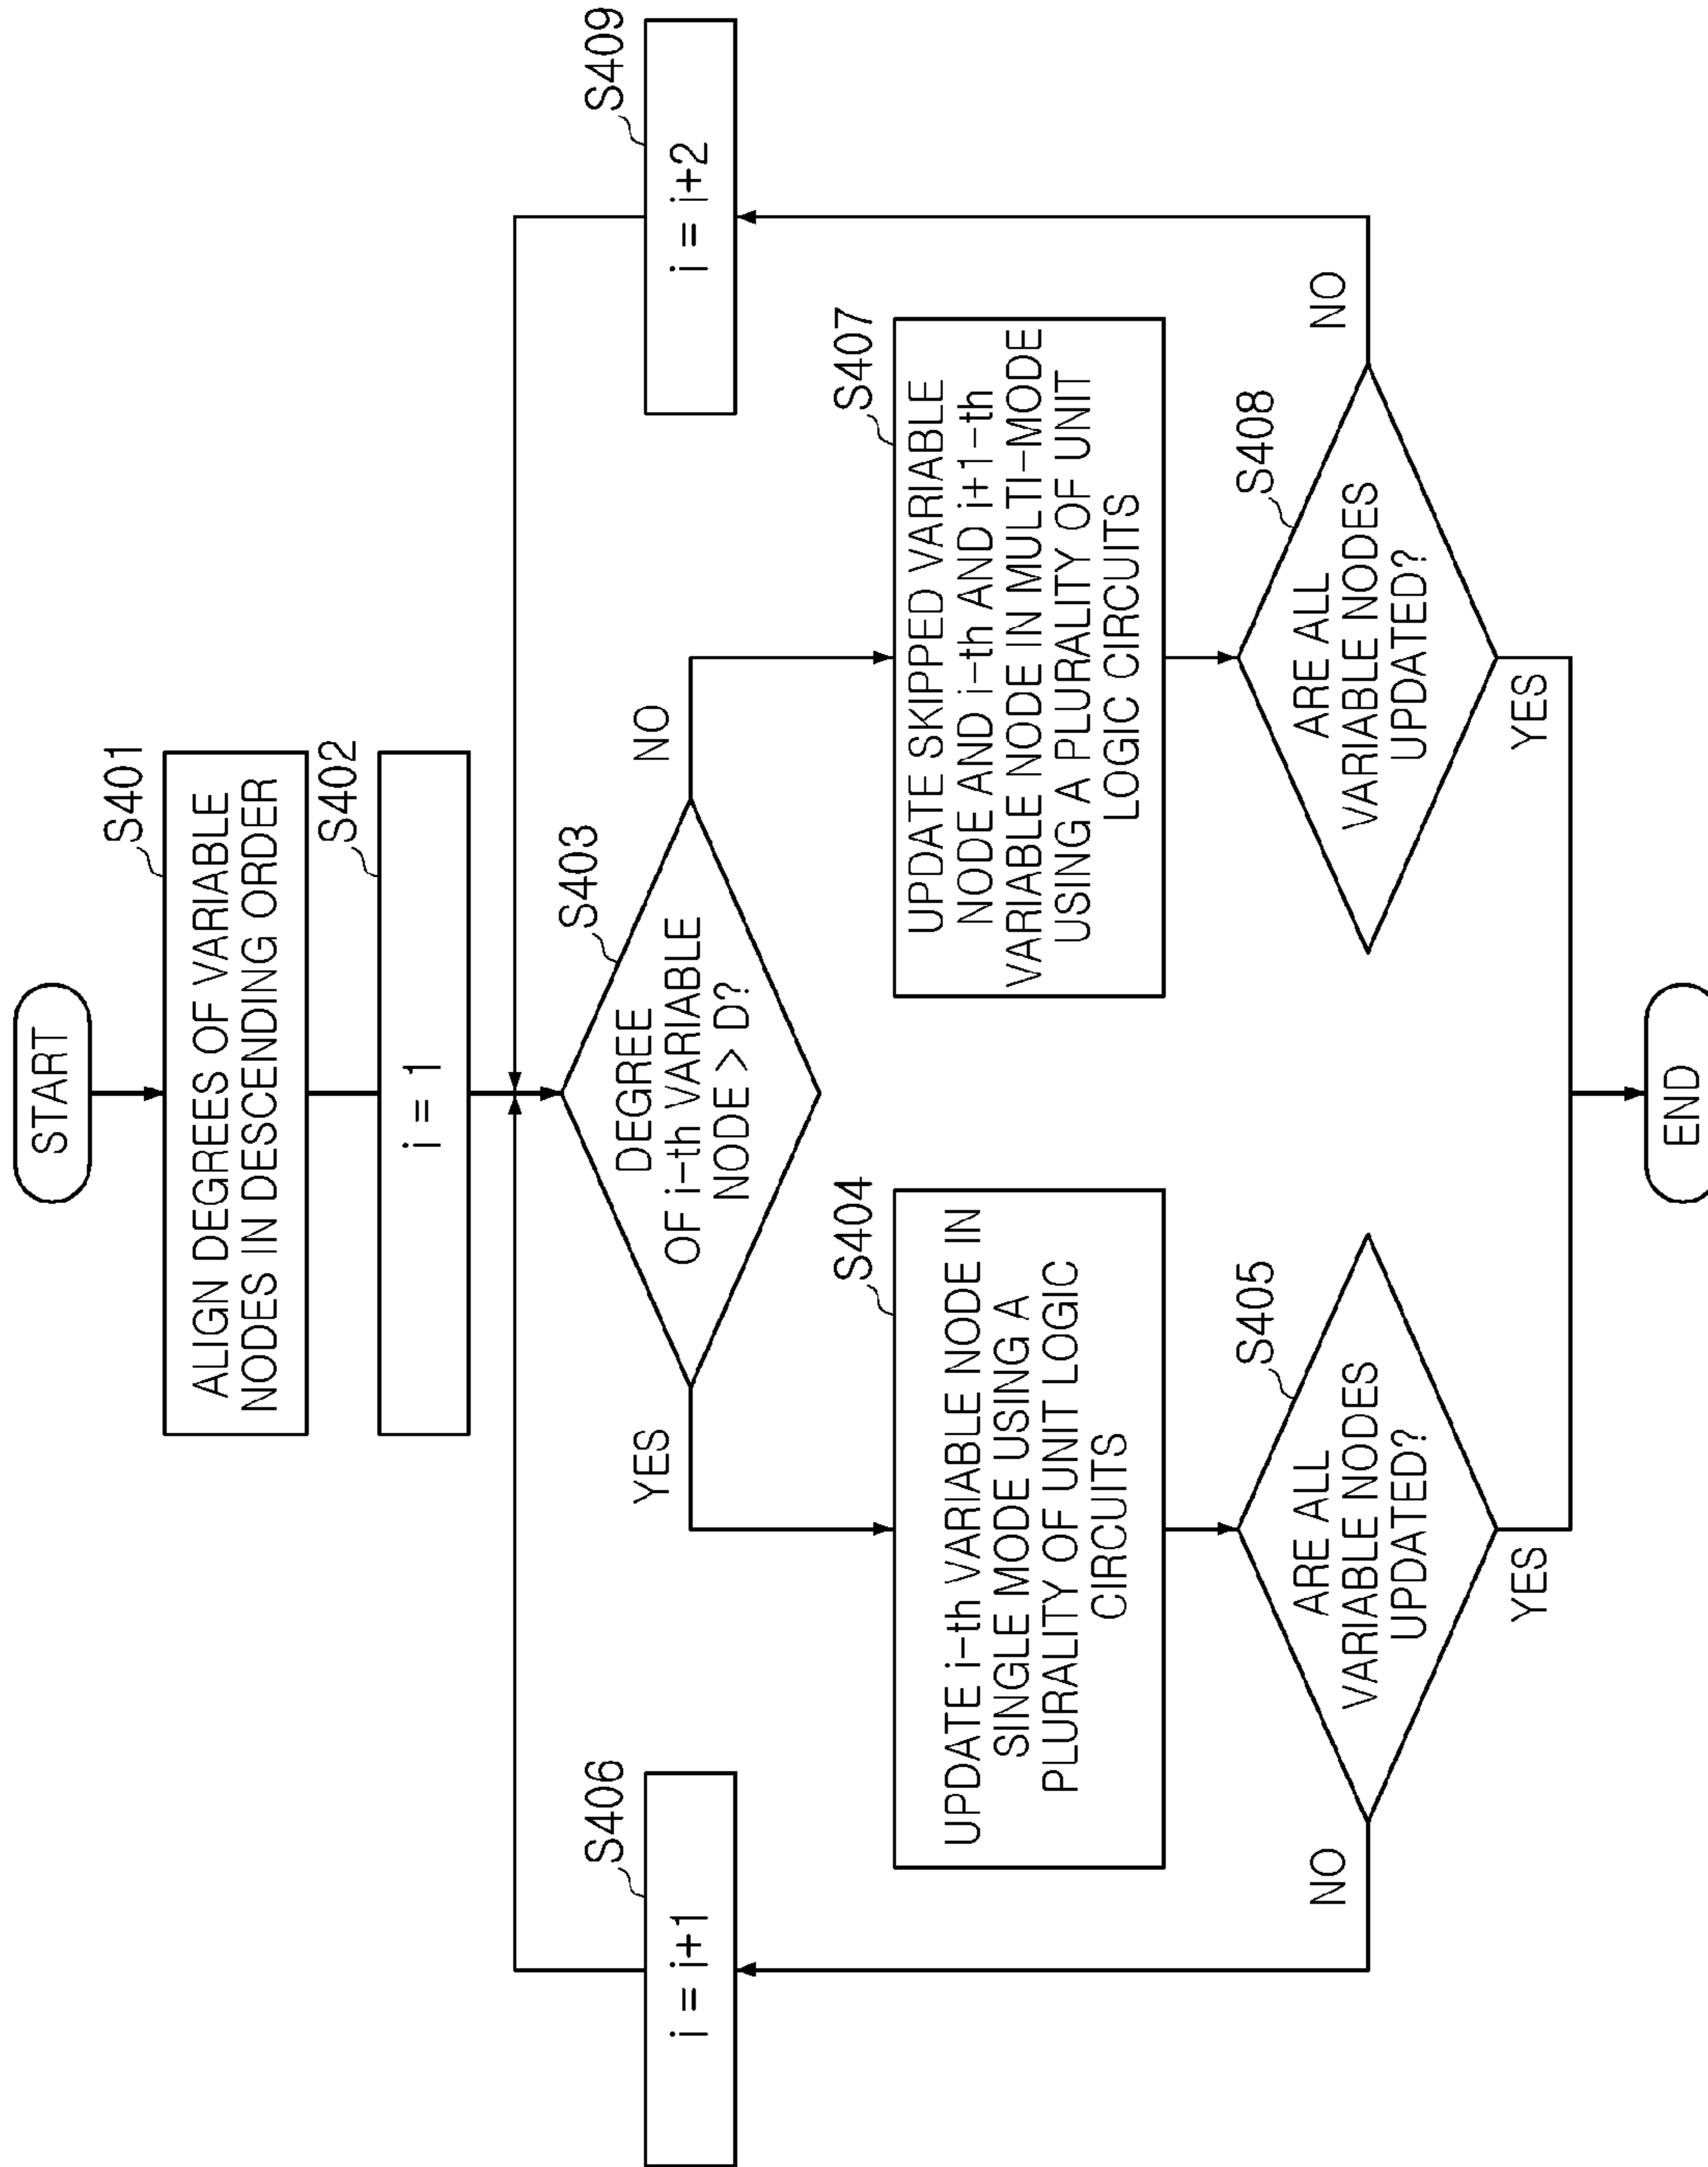 START
S401
ALIGN DEGREES OF VARIABLE
NODES IN DESCENDING ORDER
S402
i = 1
S403
DEGREE
OF i-th VARIABLE
NODE > D?
YES
NO
S406
i = i+1
S409
i = i+2
S404
UPDATE i-th VARIABLE NODE IN
SINGLE MODE USING A
PLURALITY OF UNIT LOGIC
CIRCUITS
S407
UPDATE SKIPPED VARIABLE
NODE AND i-th AND i+1-th
VARIABLE NODE IN MULTI-MODE
USING A PLURALITY OF UNIT
LOGIC CIRCUITS
S405
ARE ALL
VARIABLE NODES
UPDATED?
NO
YES
S408
ARE ALL
VARIABLE NODES
UPDATED?
NO
YES
END